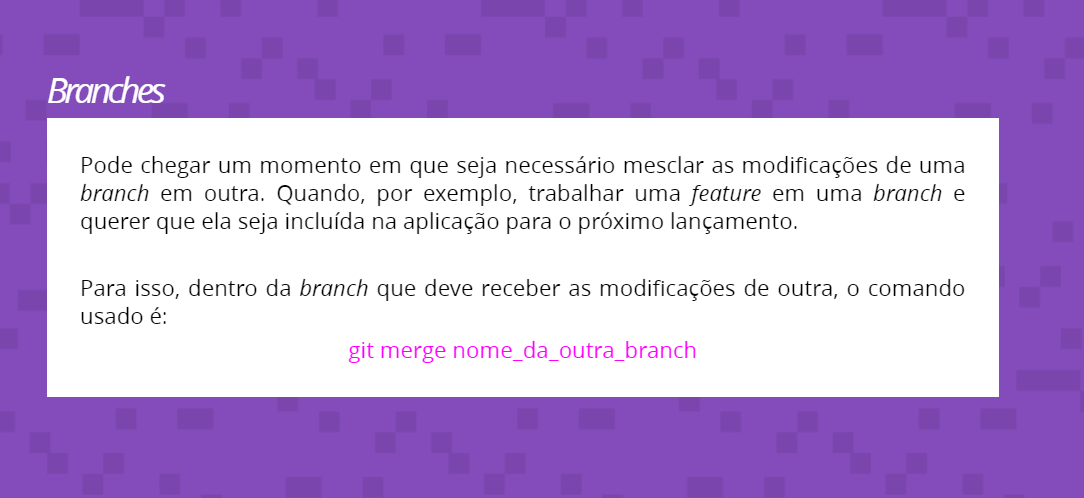 Branches
Pode chegar um momento em que seja necessário mesclar as modificações de uma
branch em outra. Quando, por exemplo, trabalhar uma feature em uma branch e
querer que ela seja incluída na aplicação para o próximo lançamento.
Para isso, dentro da branch que deve receber as modificações de outra, o comando
usado é:
git merge nome_da_outra_branch